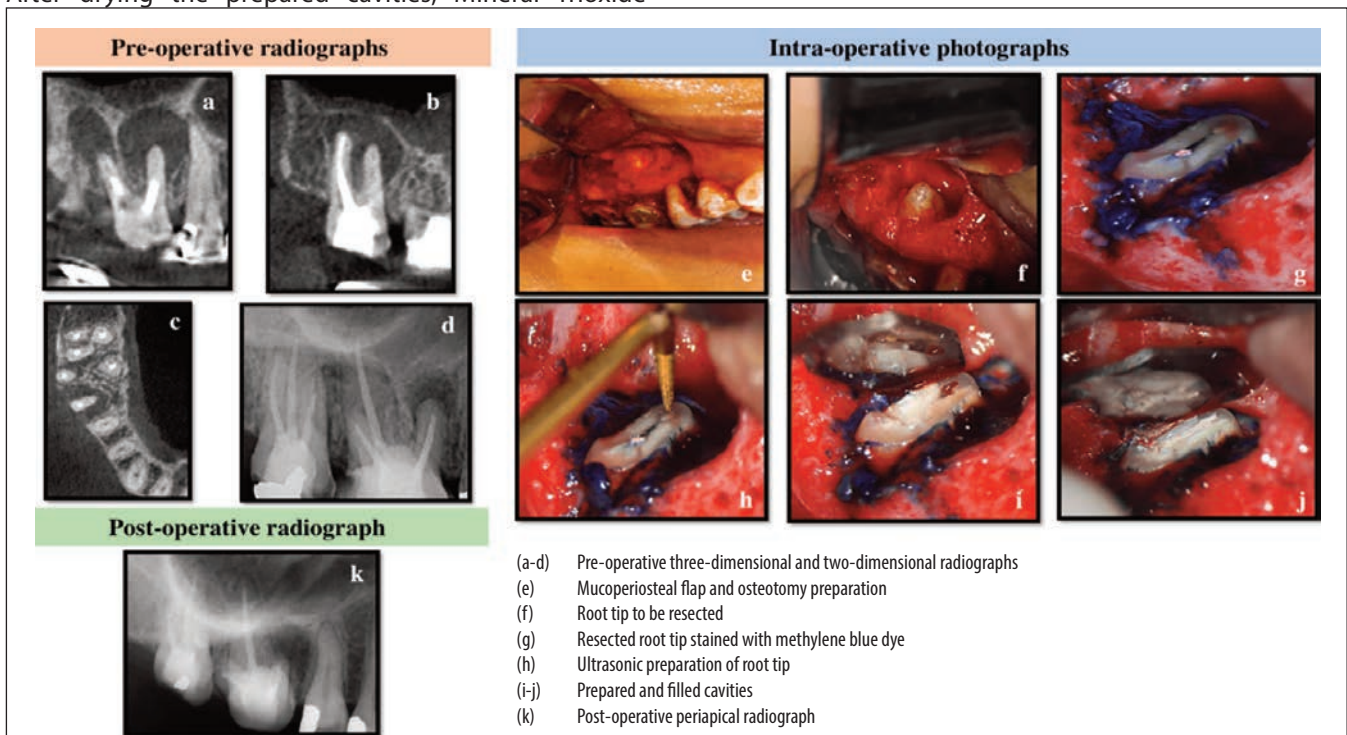 After drying the prepared cavities, Mineral Trioxide
Pre-operative radiographs
Intra-operative photographs
a
b
c
d
e
f
g
h
i
j
Post-operative radiograph
k
(a-d) Pre-operative three-dimensional and two-dimensional radiographs
(e) Mucoperiosteal flap and osteotomy preparation
(f) Root tip to be resected
(g) Resected root tip stained with methylene blue dye
(h) Ultrasonic preparation of root tip
(i-j) Prepared and filled cavities
(k) Post-operative periapical radiograph